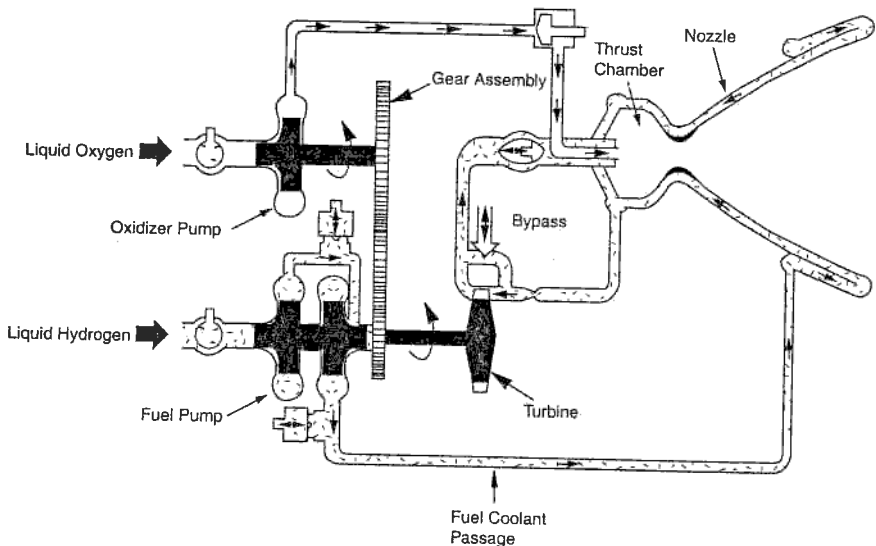 Thrust
Chamber
Nozzle
Gear Assembly
Liquid Oxygen
Oxidizer Pump
Bypass
Liquid Hydrogen
Fuel Pump
Turbine
Fuel Coolant
Passage